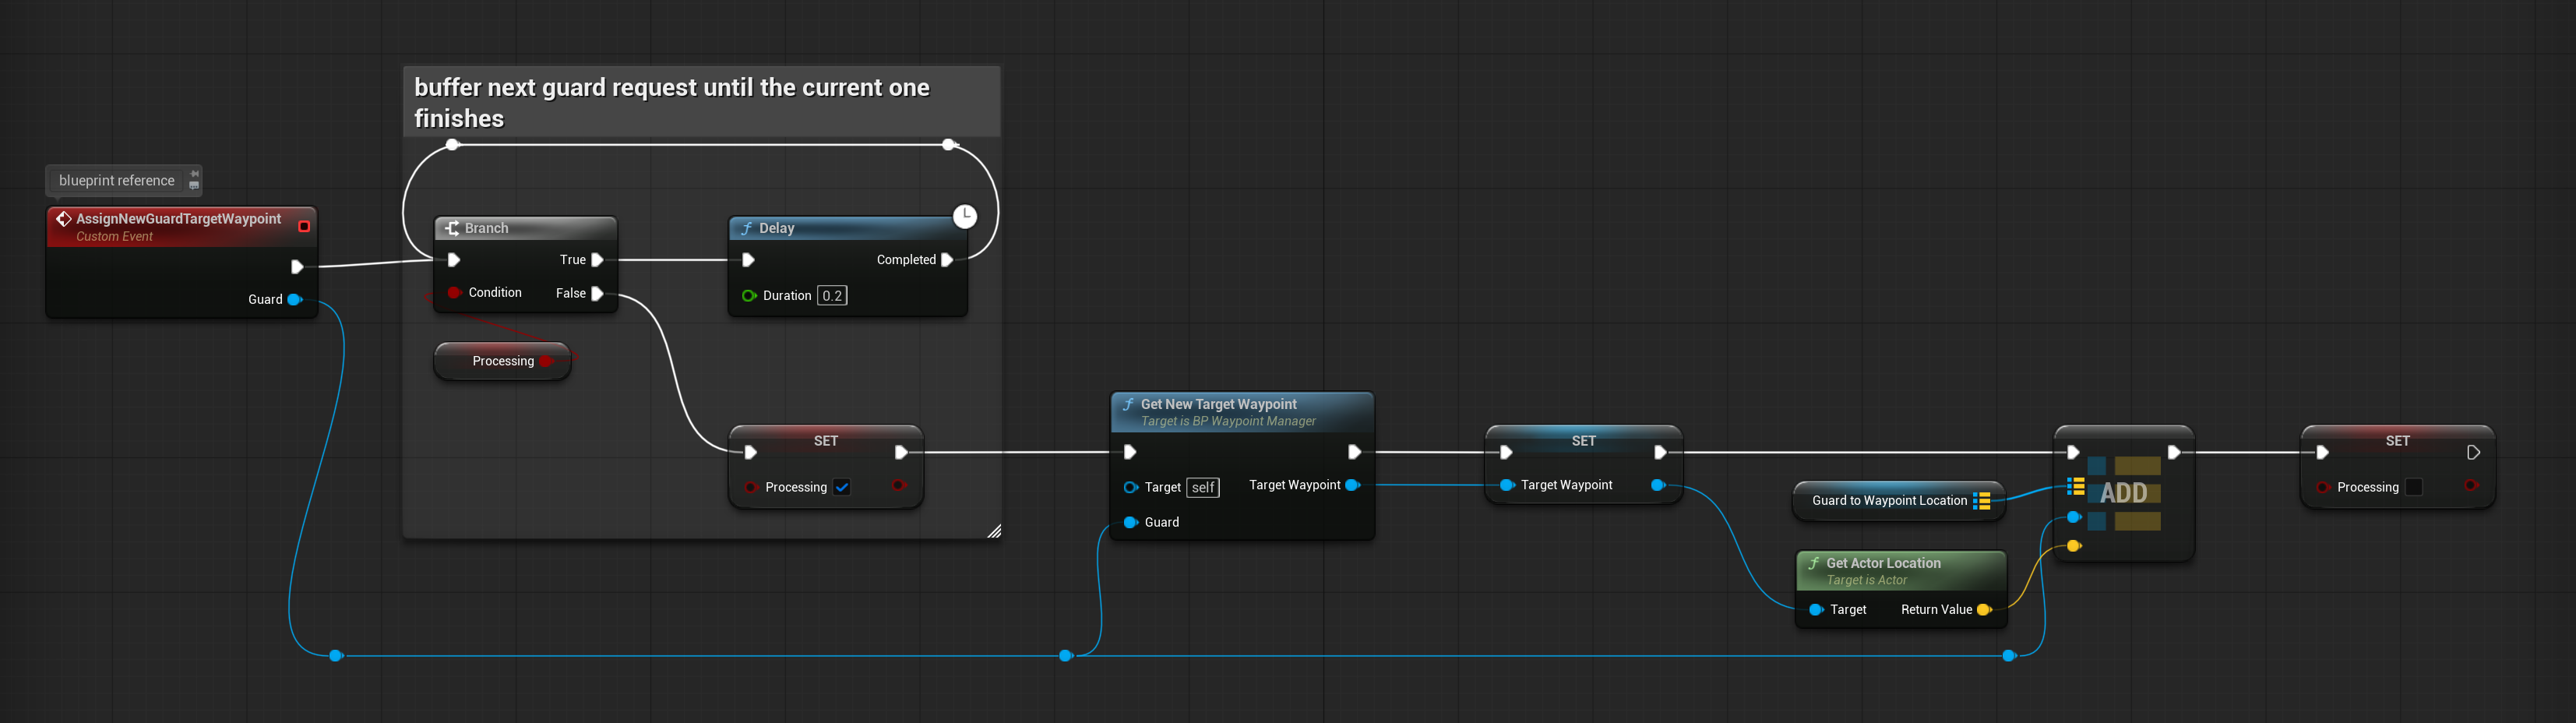 buffer next guard request until the current one
finishes
blueprint reference
AssignNewGuardTargetWaypoint
Custom Event
Guard
Branch
True
Condition
False
Delay
Completed
Duration 0.2
Processing
SET
Processing
Get New Target Waypoint
Target is BP Waypoint Manager
Target self
Target Waypoint
Guard
SET
Target Waypoint
Guard to Waypoint Location
Get Actor Location
Target is Actor
Target
Return Value
ADD
SET
Processing